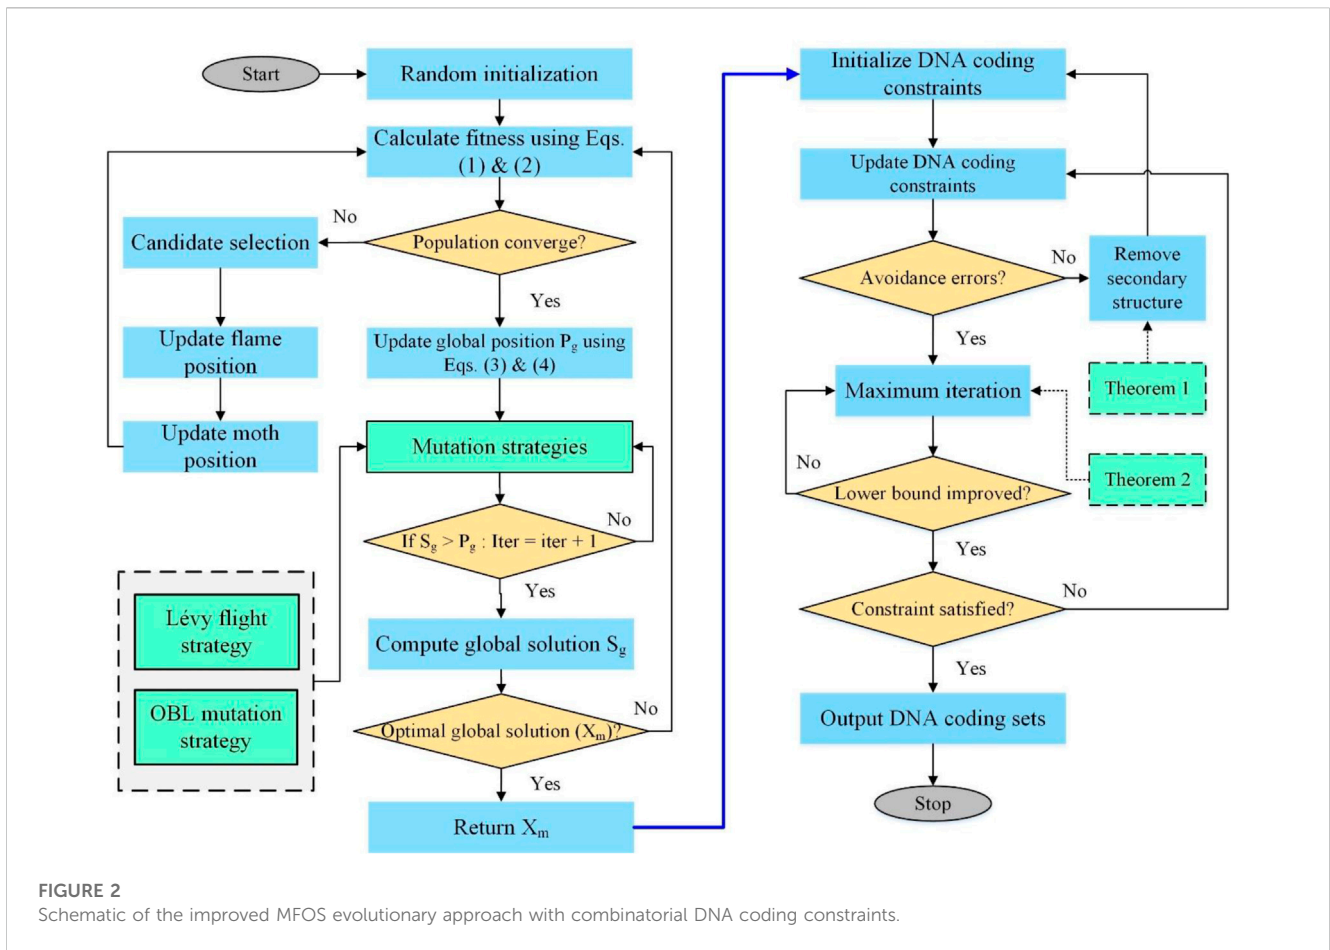 Start
Random initialization
Calculate fitness using Eqs.
(1) & (2)
No
Population converge?
Candidate selection
Yes
Update flame
position
Update global position Pg using
Eqs. (3) & (4)
Update moth
position
Mutation strategies
No
If Sg > Pg : Iter = iter + 1
Yes
Lévy flight
strategy
OBL mutation
strategy
Compute global solution Sg
No
Optimal global solution (Xm)?
Yes
Return Xm
Initialize DNA coding
constraints
Update DNA coding
constraints
No
Avoidance errors?
Remove
secondary
structure
Yes
Theorem 1
Maximum iteration
No
Theorem 2
Lower bound improved?
Yes
No
Constraint satisfied?
Yes
Output DNA coding sets
Stop
FIGURE 2
Schematic of the improved MFOS evolutionary approach with combinatorial DNA coding constraints.